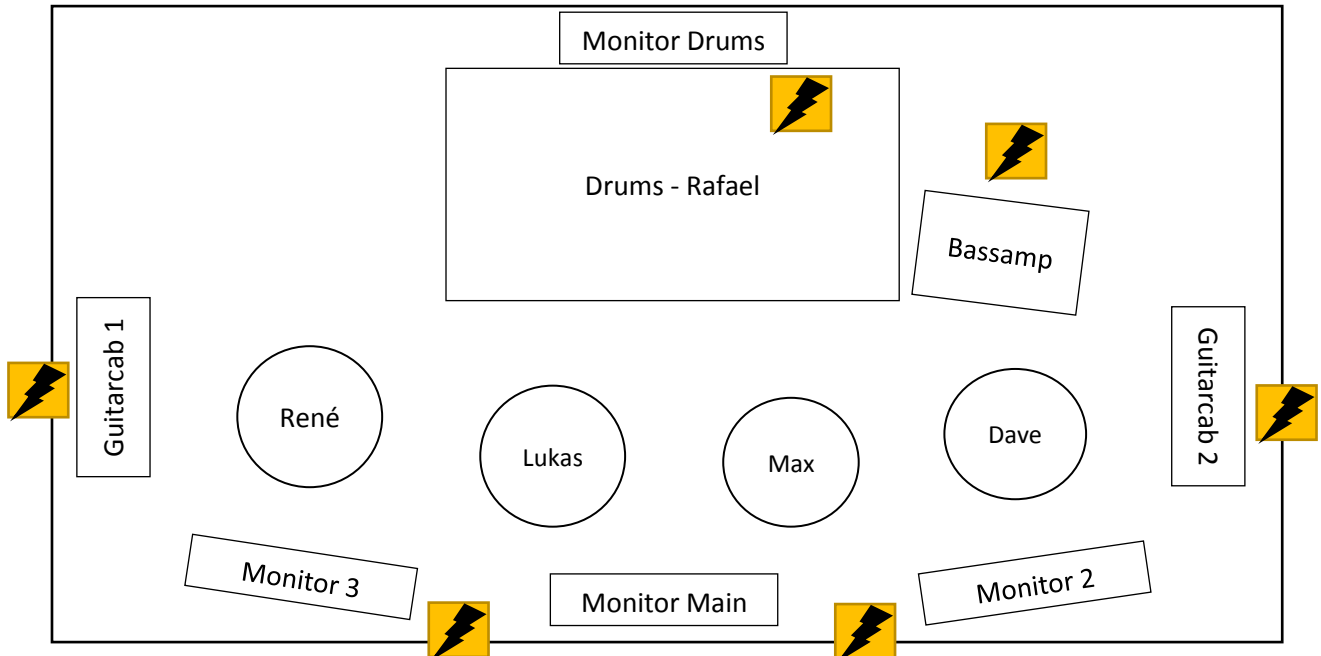 Monitor Drums
Drums - Rafael
Bassamp
Guitarcab 1
Guitarcab 2
René
Lukas
Max
Dave
Monitor 3
Monitor Main
Monitor 2